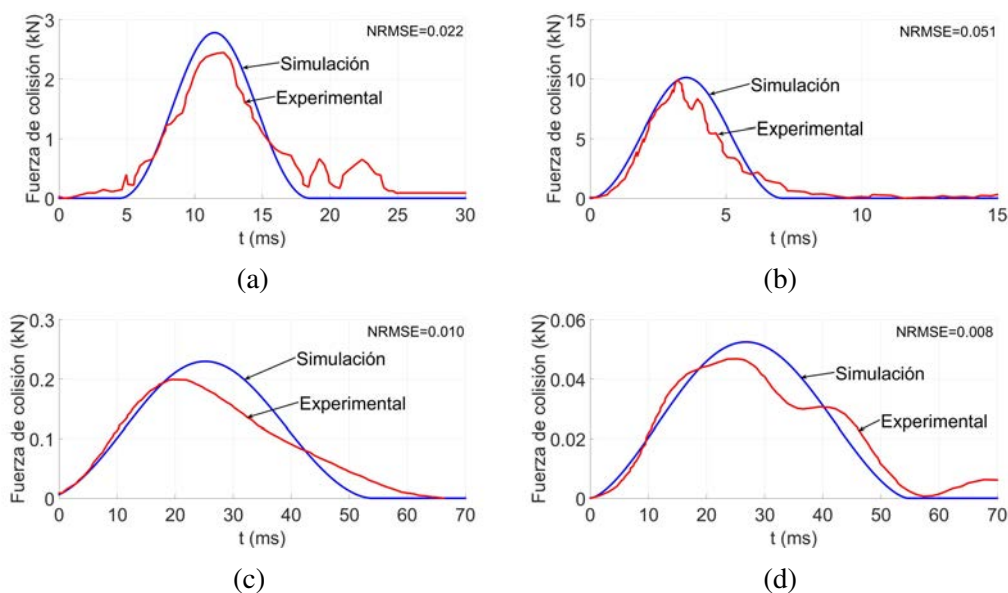 NRMSE=0.022
Fuerza de colisión (kN)
3
2
1
0
Simulación
Experimental
0 5 10 15 20 25 30
t (ms)
(a)
NRMSE=0.051
Fuerza de colisión (kN)
15
10
5
0
Simulación
Experimental
0 5 10 15
t (ms)
(b)
NRMSE=0.010
Fuerza de colisión (kN)
0.3
0.2
0.1
0
Simulación
Experimental
0 10 20 30 40 50 60 70
t (ms)
(c)
NRMSE=0.008
Fuerza de colisión (kN)
0.06
0.04
0.02
0
Simulación
Experimental
0 10 20 30 40 50 60 70
t (ms)
(d)